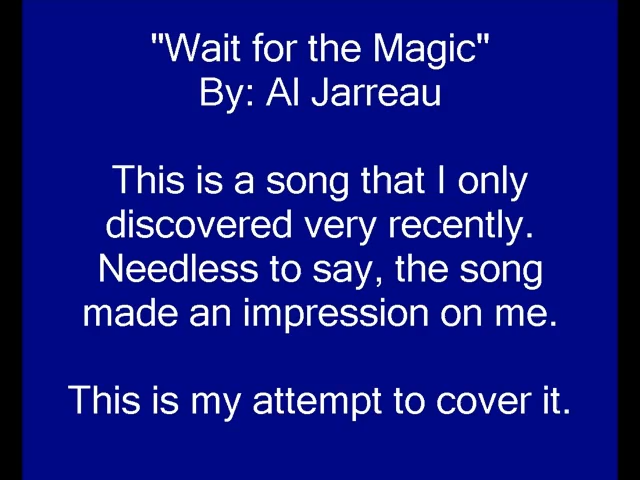 "Wait for the Magic"
By: Al Jarreau
This is a song that I only
discovered very recently.
Needless to say, the song
made an impression on me.
This is my attempt to cover it.